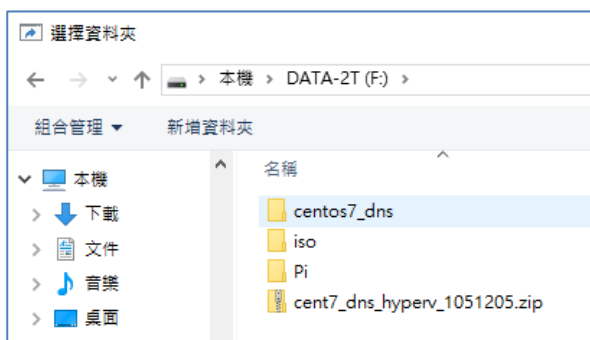 選擇資料夾
本機 > DATA-2T (F:) >
組合管理 新增資料夾
名稱
本機
centos7_dns
下載
iso
文件
Pi
音樂
cent7_dns_hyperv_1051205.zip
桌面